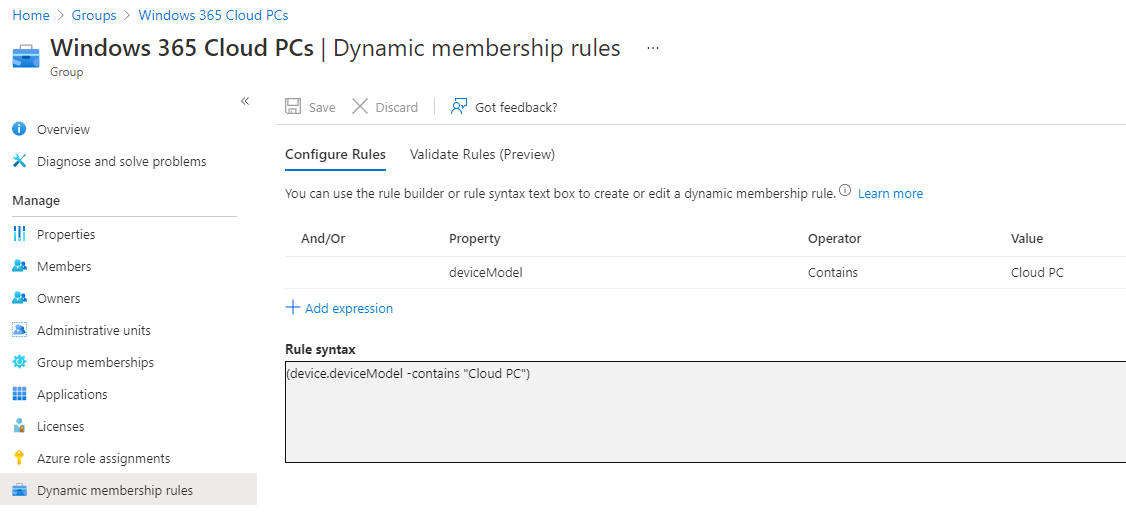 Home > Groups > Windows 365 Cloud PCs
Windows 365 Cloud PCs | Dynamic membership rules ...
Group
«
Save Discard Got feedback?
Overview
Diagnose and solve problems
Manage
Properties
Members
Owners
Administrative units
Group memberships
Applications
Licenses
Azure role assignments
Dynamic membership rules
Configure Rules Validate Rules (Preview)
You can use the rule builder or rule syntax text box to create or edit a dynamic membership rule. Learn more
And/Or Property Operator Value
deviceModel Contains Cloud PC
+ Add expression
Rule syntax
(device.deviceModel -contains "Cloud PC")